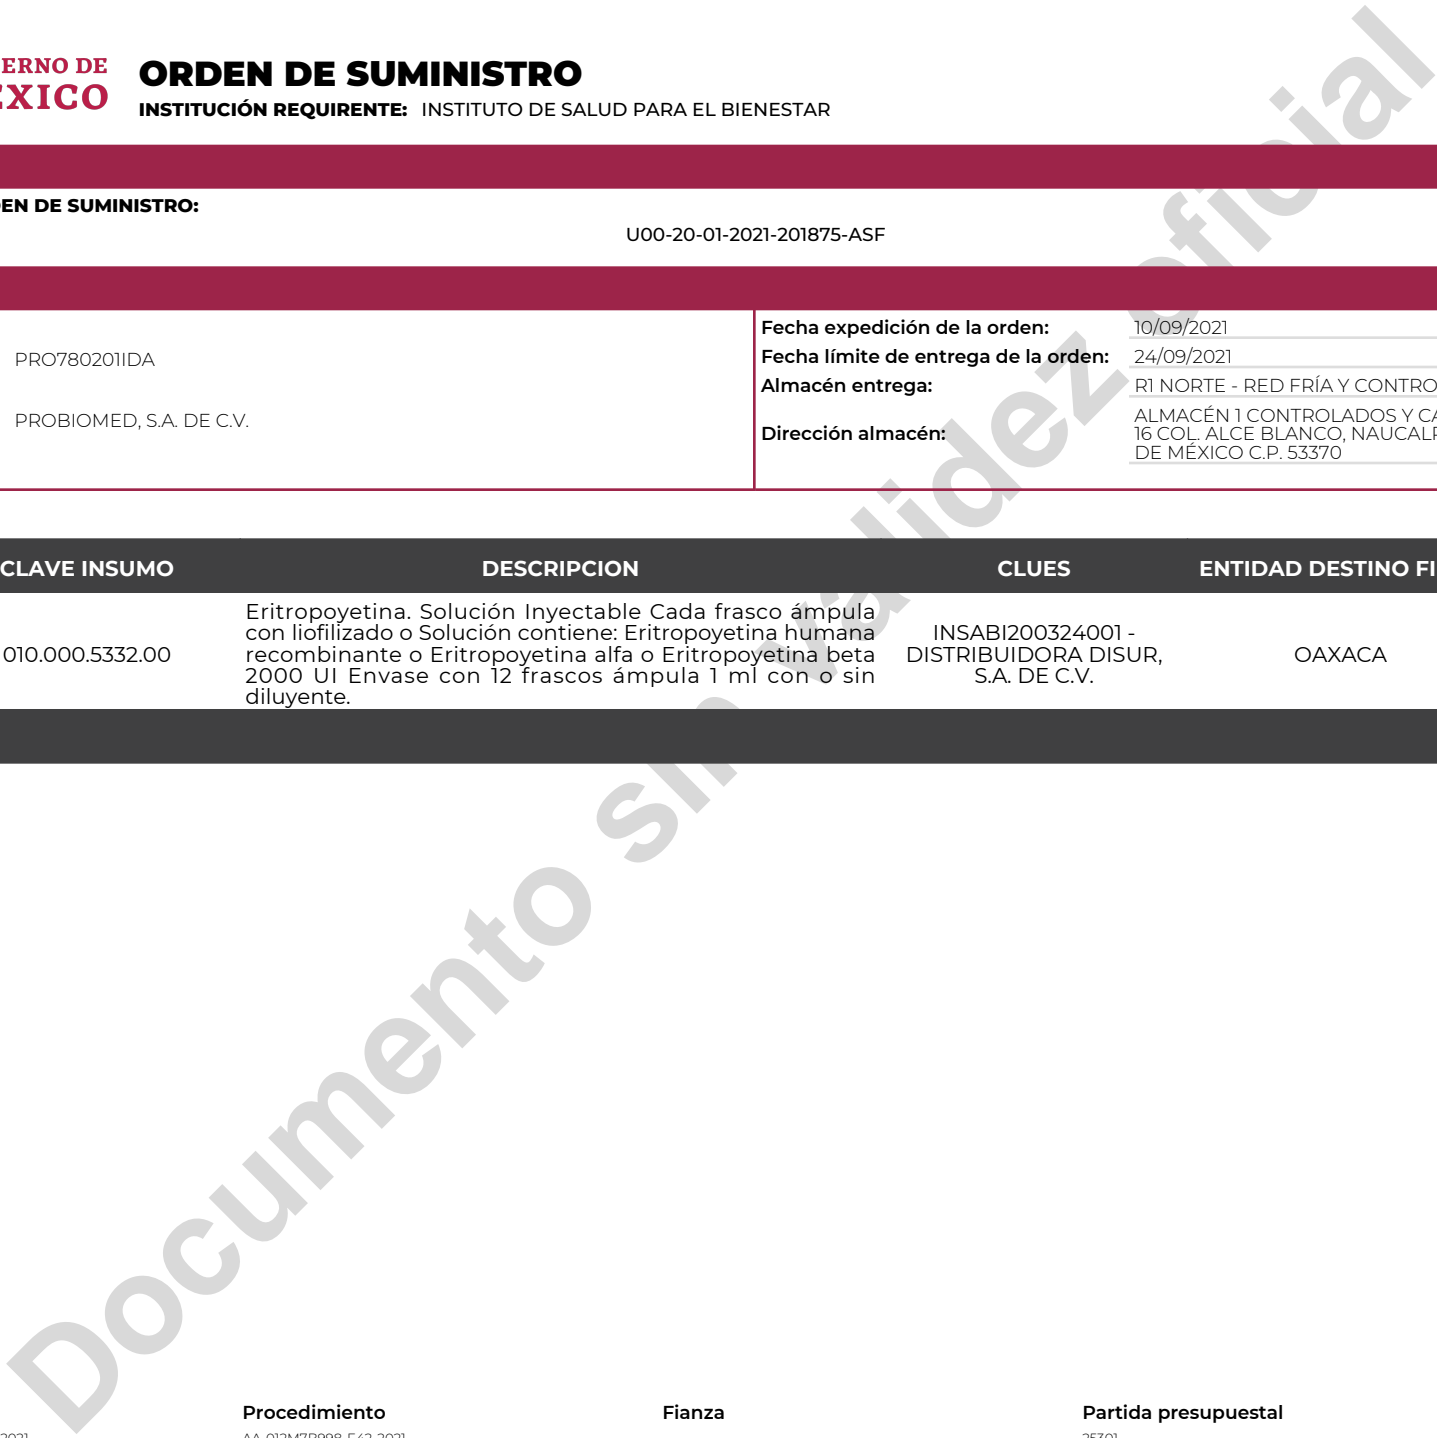 ERNO DE
ÉXICO
ORDEN DE SUMINISTRO
INSTITUCIÓN REQUIRENTE: INSTITUTO DE SALUD PARA EL BIENESTAR
EN DE SUMINISTRO:
U00-20-01-2021-201875-ASF
PRO780201IDA
PROBIOMED, S.A. DE C.V.
Fecha expedición de la orden: 10/09/2021
Fecha límite de entrega de la orden: 24/09/2021
Almacén entrega: R1 NORTE - RED FRÍA Y CONTRO
Dirección almacén:
ALMACÉN 1 CONTROLADOS Y CA
16 COL. ALCE BLANCO, NAUCALP
DE MÉXICO C.P. 53370
CLAVE INSUMO DESCRIPCION CLUES ENTIDAD DESTINO FI
010.000.5332.00
Eritropoyetina. Solución Inyectable Cada frasco ámpula
con liofilizado o Solución contiene: Eritropoyetina humana
recombinante o Eritropoyetina alfa o Eritropoyetina beta
2000 UI Envase con 12 frascos ámpula 1 ml con o sin
diluyente.
INSABI200324001 -
DISTRIBUIDORA DISUR,
S.A. DE C.V.
OAXACA
Documento sin validez oficial
Procedimiento Fianza Partida presupuestal